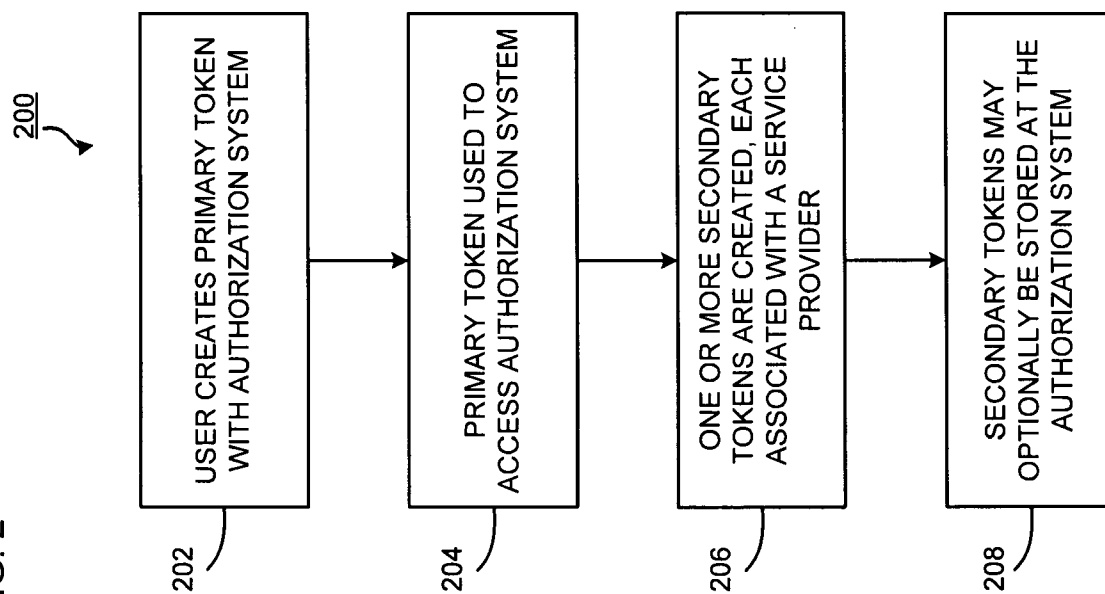 200
202
USER CREATES PRIMARY TOKEN
WITH AUTHORIZATION SYSTEM
204
PRIMARY TOKEN USED TO
ACCESS AUTHORIZATION SYSTEM
206
ONE OR MORE SECONDARY
TOKENS ARE CREATED, EACH
ASSOCIATED WITH A SERVICE
PROVIDER
208
SECONDARY TOKENS MAY
OPTIONALLY BE STORED AT THE
AUTHORIZATION SYSTEM